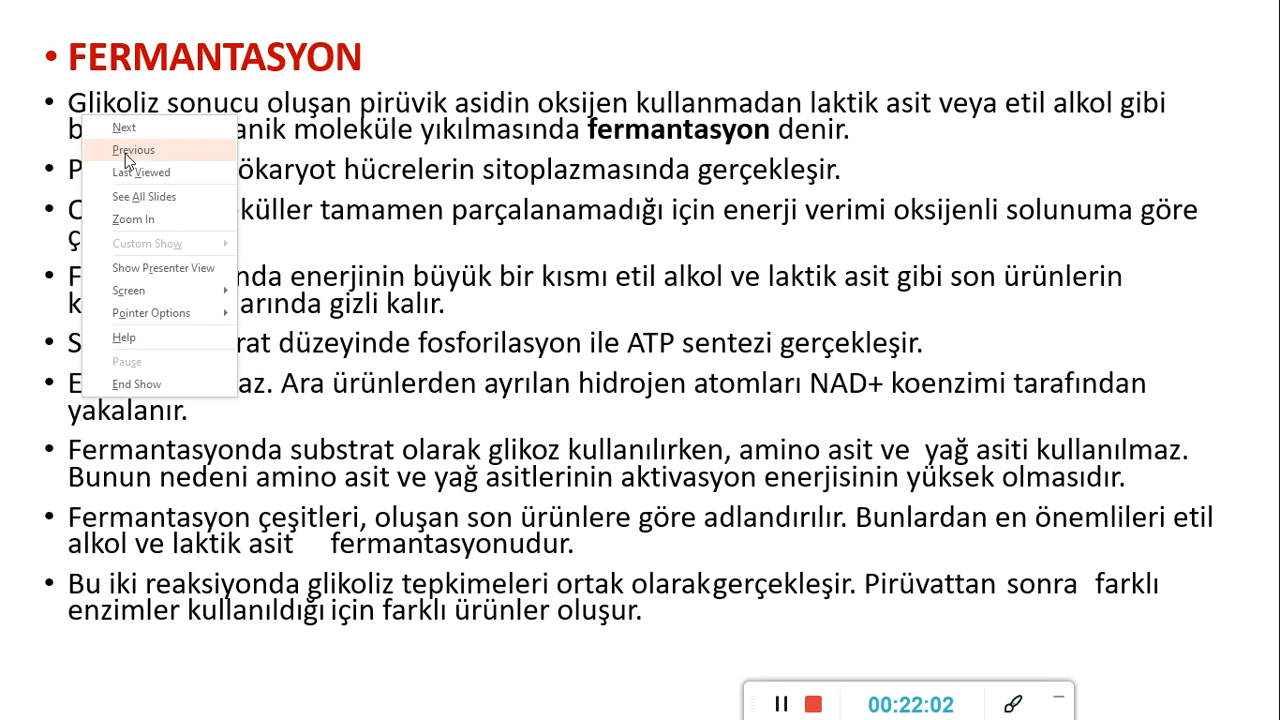 • FERMANTASYON
• Glikoliz sonucu oluşan pirüvik asidin oksijen kullanmadan laktik asit veya etil alkol gibi
moleküle yıkılmasında fermantasyon denir.
hücrelerin sitoplazmasında gerçekleşir.
tamamen parçalanamadığı için enerji verimi oksijenli solunuma göre
enerjinin büyük bir kısmı etil alkol ve laktik asit gibi son ürünlerin
gizli kalır.
düzeyinde fosforilasyon ile ATP sentezi gerçekleşir.
Ara ürünlerden ayrılan hidrojen atomları NAD+ koenzimi tarafından
yakalanır.
• Fermantasyonda substrat olarak glikoz kullanılırken, amino asit ve yağ asiti kullanılmaz.
Bunun nedeni amino asit ve yağ asitlerinin aktivasyon enerjisinin yüksek olmasıdır.
• Fermantasyon çeşitleri, oluşan son ürünlere göre adlandırılır. Bunlardan en önemlileri etil
alkol ve laktik asit fermantasyonudur.
• Bu iki reaksiyonda glikoliz tepkimeleri ortak olarakgerçekleşir. Pirüvattan sonra farklı
enzimler kullanıldığı için farklı ürünler oluşur.
Next
Previous
Last Viewed
See All Slides
Zoom In
Custom Show
Show Presenter View
Screen
Pointer Options
Help
Pause
End Show
00:22:02